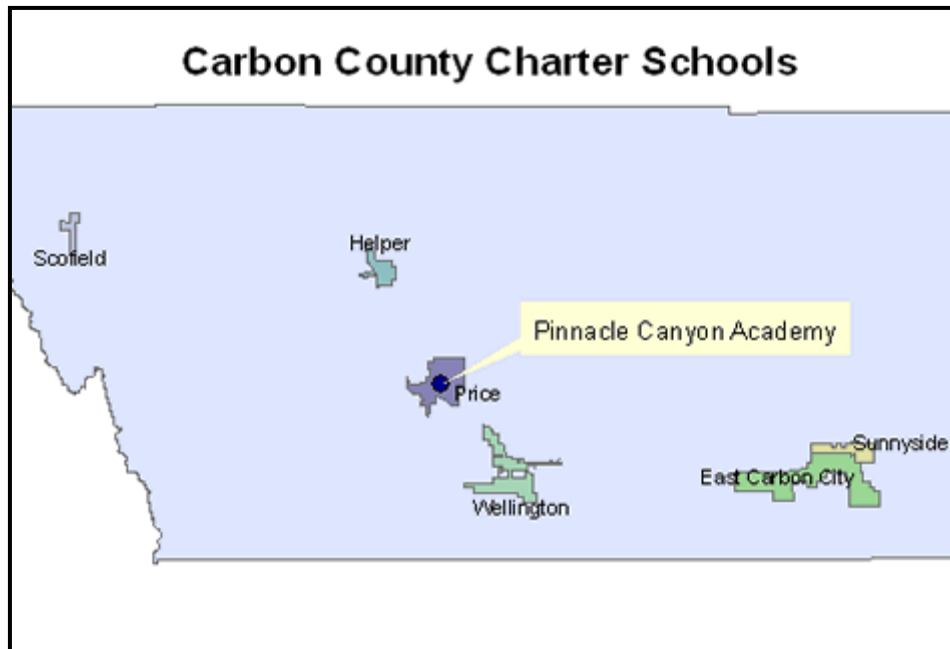 Carbon County Charter Schools
Helper
Scofield
Pinnacle Canyon Academy
Price
Sunnyside
East Carbon City
Wellington